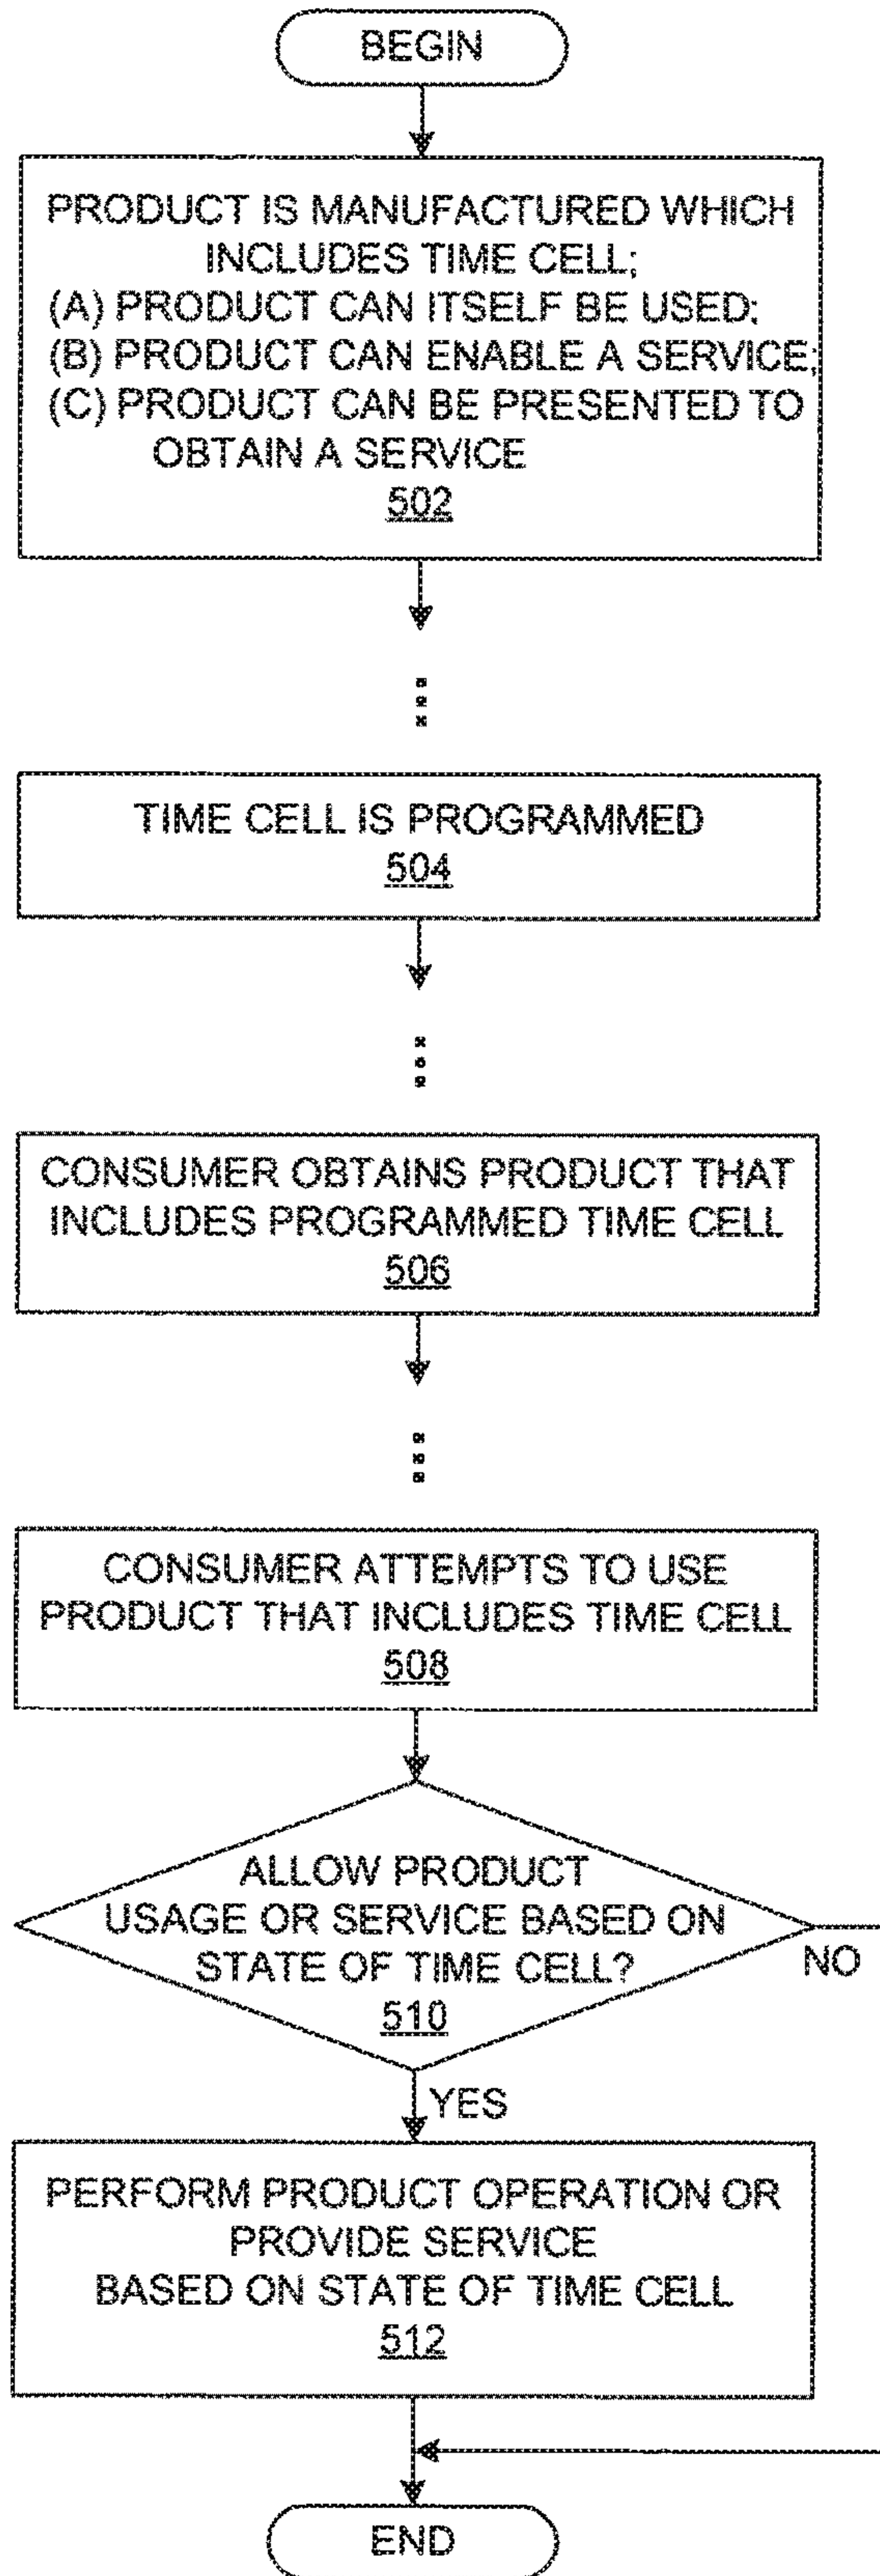 BEGIN
PRODUCT IS MANUFACTURED WHICH
INCLUDES TIME CELL;
(A) PRODUCT CAN ITSELF BE USED;
(B) PRODUCT CAN ENABLE A SERVICE;
(C) PRODUCT CAN BE PRESENTED TO
OBTAIN A SERVICE
502
TIME CELL IS PROGRAMMED
504
CONSUMER OBTAINS PRODUCT THAT
INCLUDES PROGRAMMED TIME CELL
506
CONSUMER ATTEMPTS TO USE
PRODUCT THAT INCLUDES TIME CELL
508
ALLOW PRODUCT
USAGE OR SERVICE BASED ON
STATE OF TIME CELL?
510
NO
YES
PERFORM PRODUCT OPERATION OR
PROVIDE SERVICE
BASED ON STATE OF TIME CELL
512
END